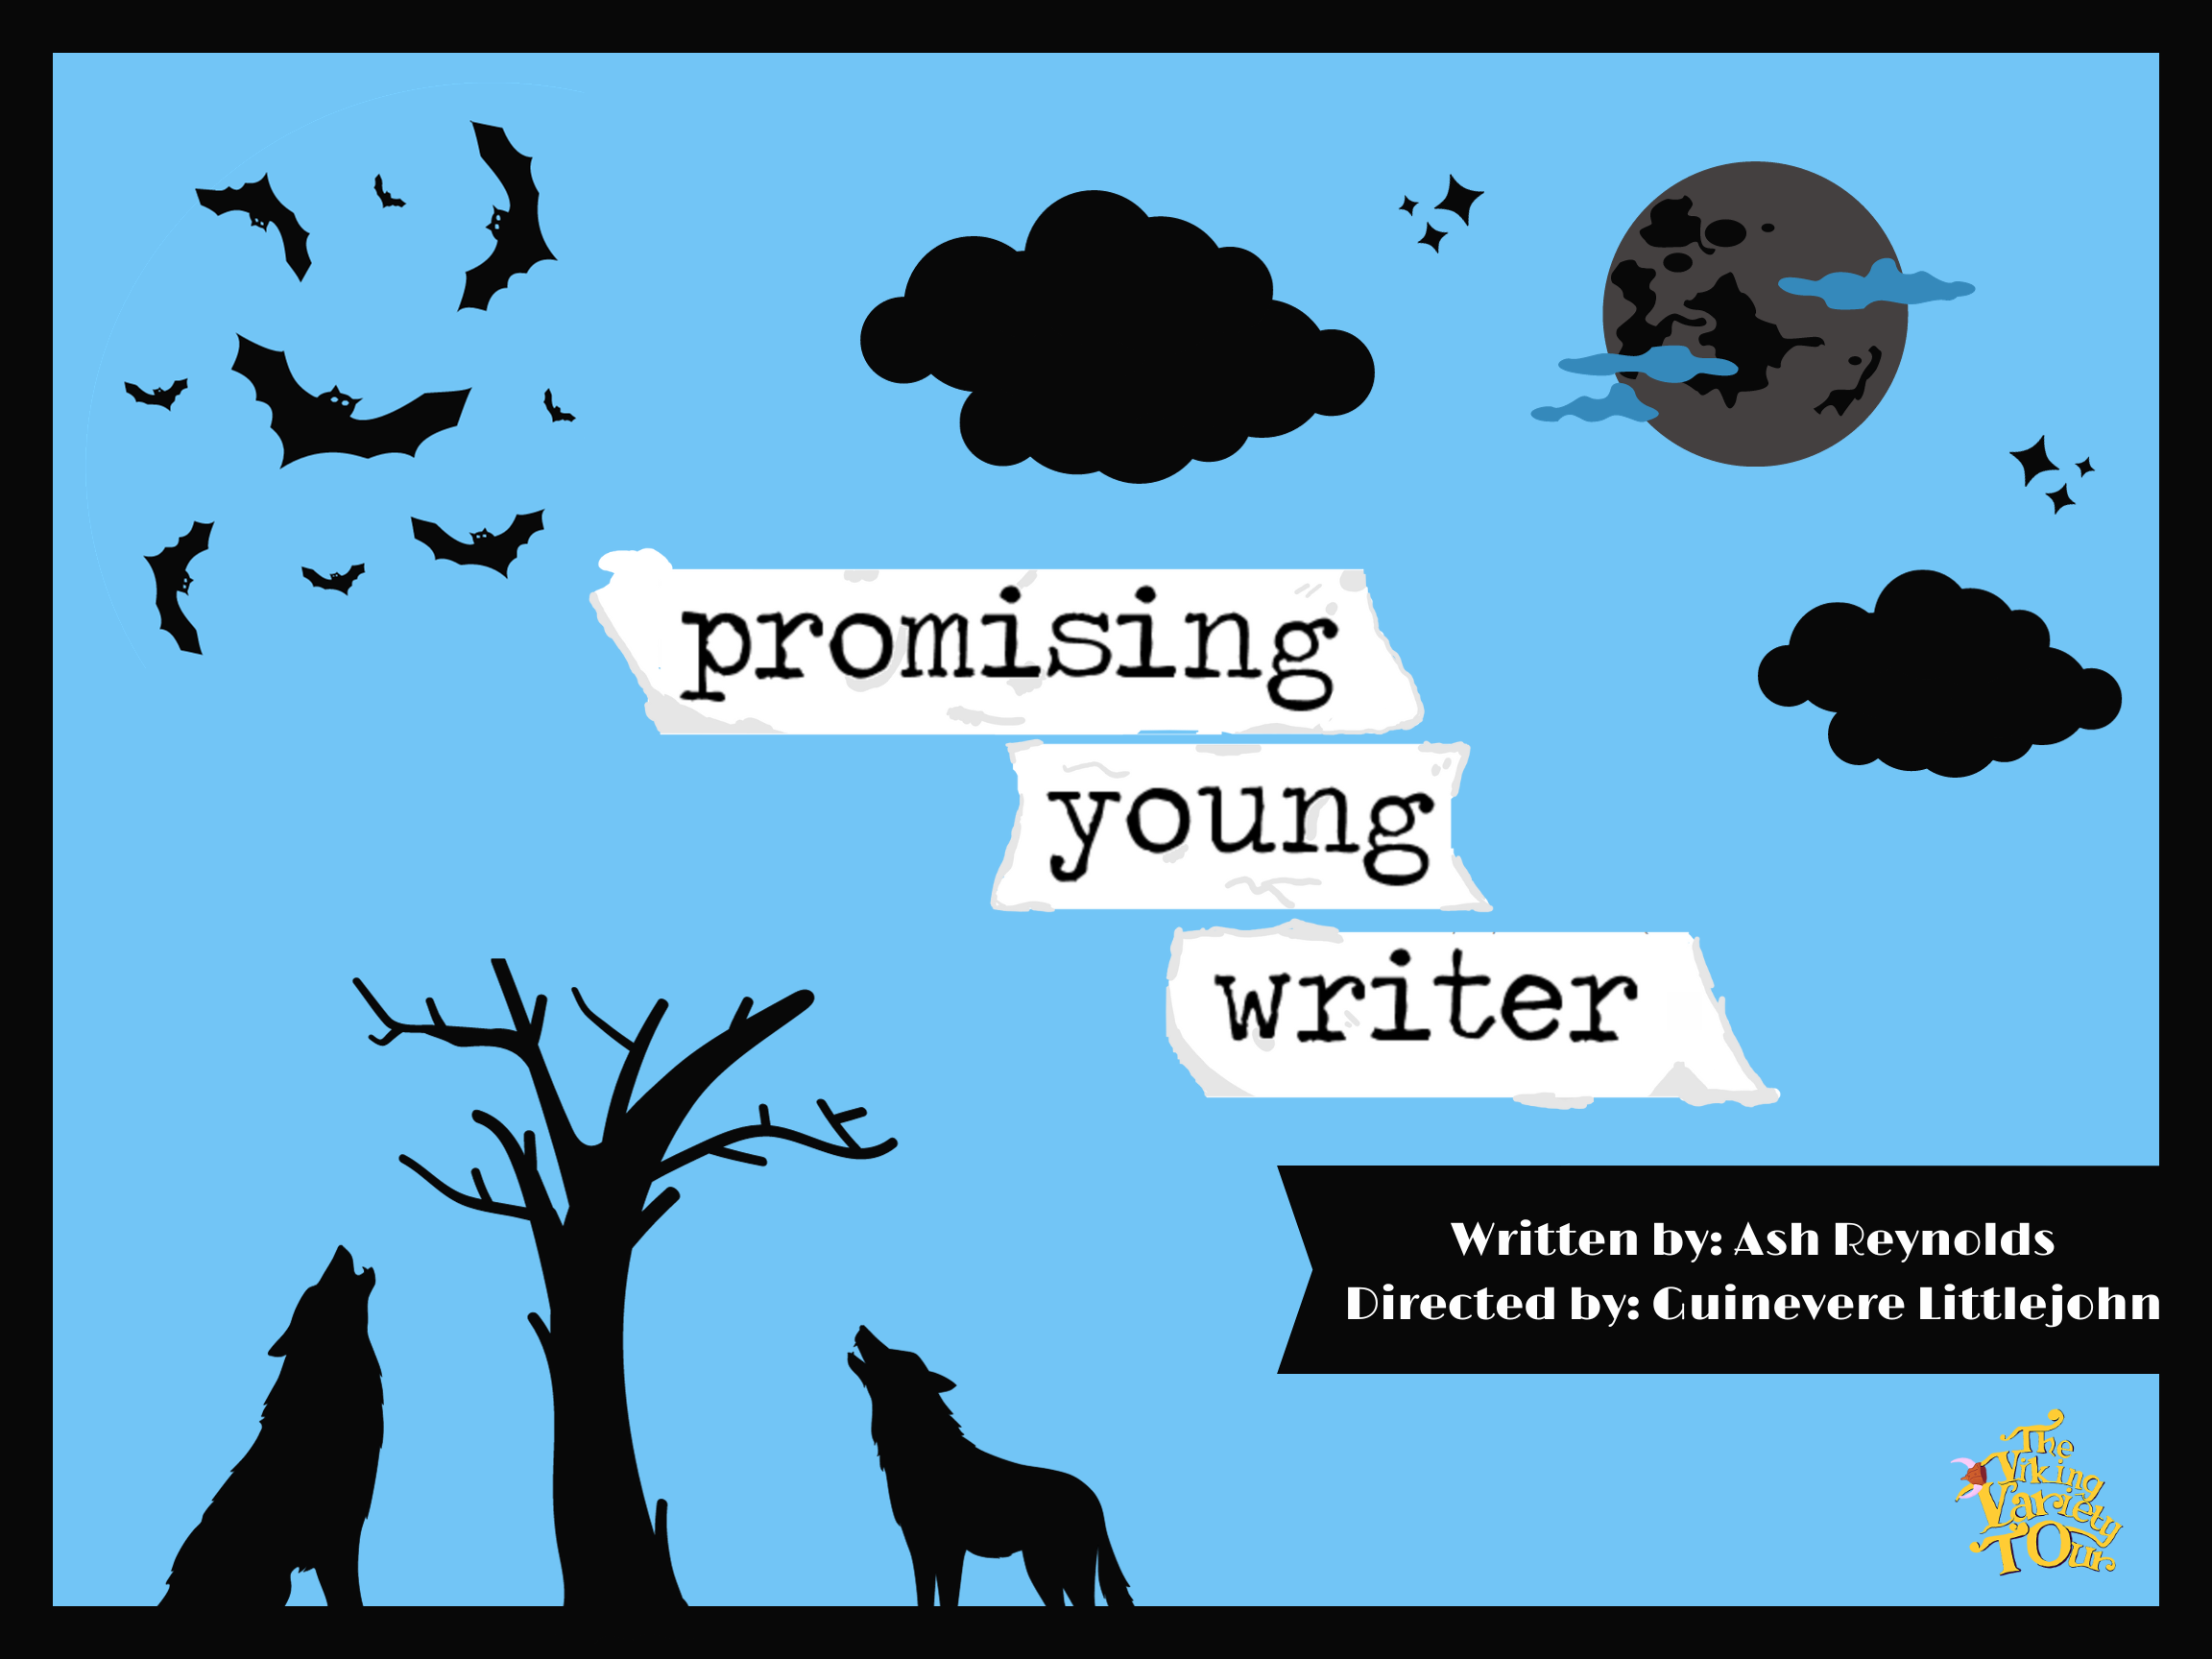 promising
young
writer
Written by: Ash Reynolds
Directed by: Guinevere Littlejohn
The
Viking
Variety
TOur